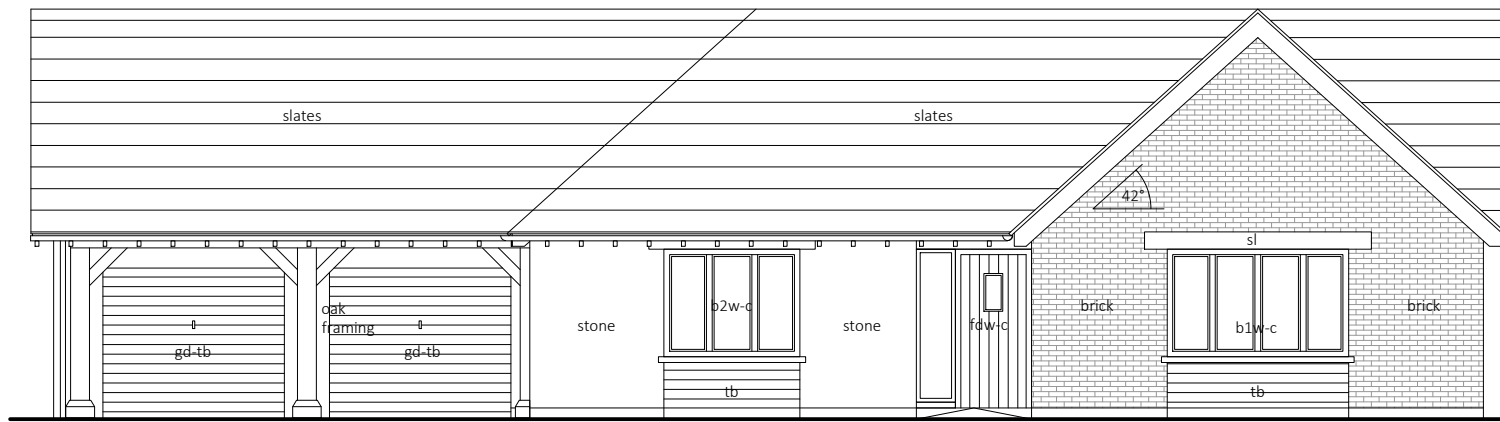 slates
slates
42°
sl
oak
framing
b2w-c
brick
brick
stone
stone
fdw-c
b1w-c
gd-tb
gd-tb
tb
tb